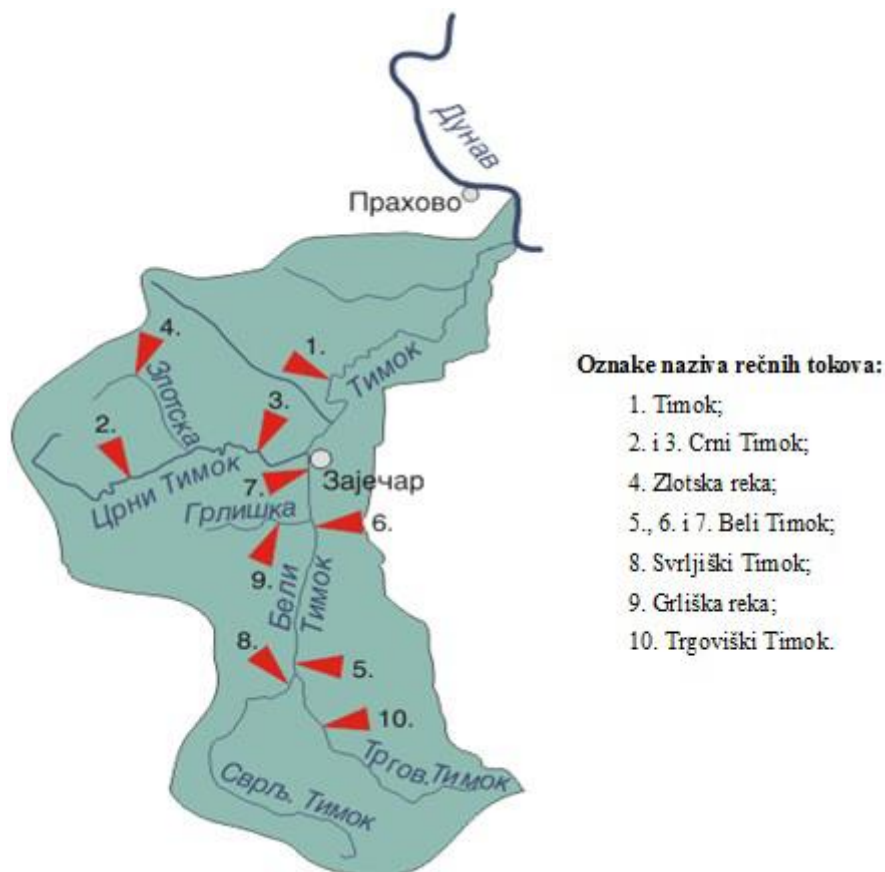 Дунав
Прахово
4.
1.
Тимок
Злотска
3.
2.
Црни Тимок
7.
Зајечар
Грлишка
6.
9.
Бели
Тимок
8.
5.
10.
Тргов. Тимок
Сврљ. Тимок
Oznake naziva rečnih tokova:
1. Timok;
2. i 3. Crni Timok;
4. Zlotska reka;
5., 6. i 7. Beli Timok;
8. Svrljiški Timok;
9. Grliška reka;
10. Trgoviški Timok.